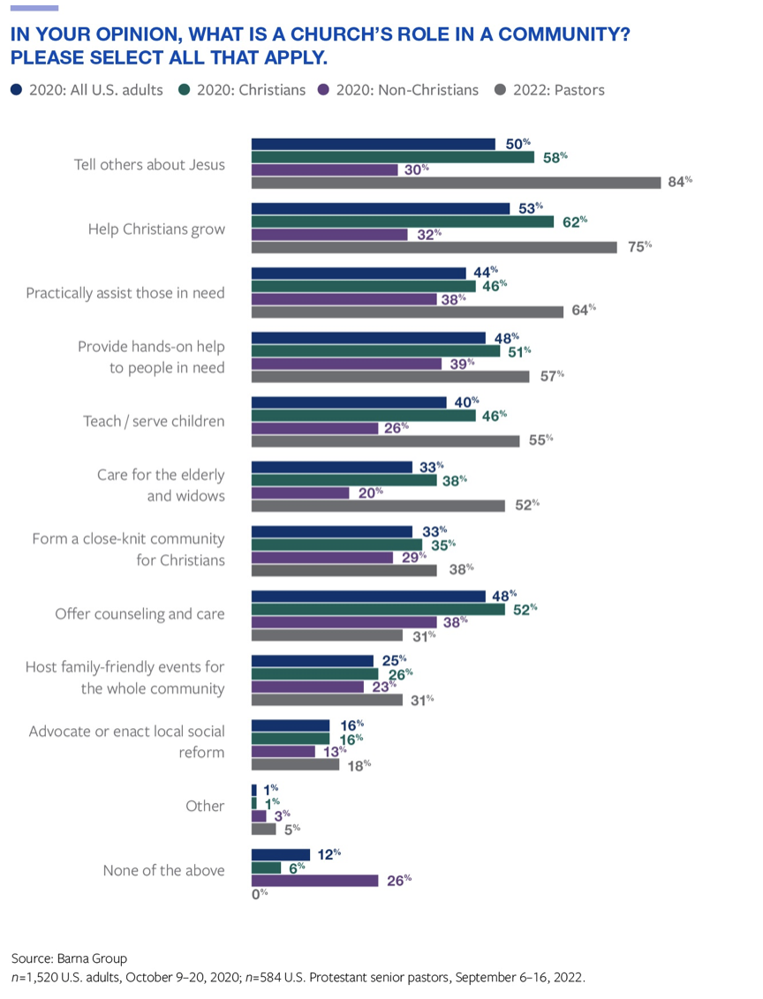 IN YOUR OPINION, WHAT IS A CHURCH'S ROLE IN A COMMUNITY?
PLEASE SELECT ALL THAT APPLY.
2020: All U.S. adults 2020: Christians 2020: Non-Christians 2022: Pastors
Tell others about Jesus
50%
58%
30%
84%
Help Christians grow
53%
62%
32%
75%
Practically assist those in need
44%
46%
38%
64%
Provide hands-on help
to people in need
48%
51%
39%
57%
Teach / serve children
40%
46%
26%
55%
Care for the elderly
and widows
33%
38%
20%
52%
Form a close-knit community
for Christians
33%
35%
29%
38%
Offer counseling and care
48%
52%
38%
31%
Host family-friendly events for
the whole community
25%
26%
23%
31%
Advocate or enact local social
reform
16%
16%
13%
18%
Other
1%
1%
3%
5%
None of the above
12%
6%
26%
0%
Source: Barna Group
n=1,520 U.S. adults, October 9–20, 2020; n=584 U.S. Protestant senior pastors, September 6–16, 2022.